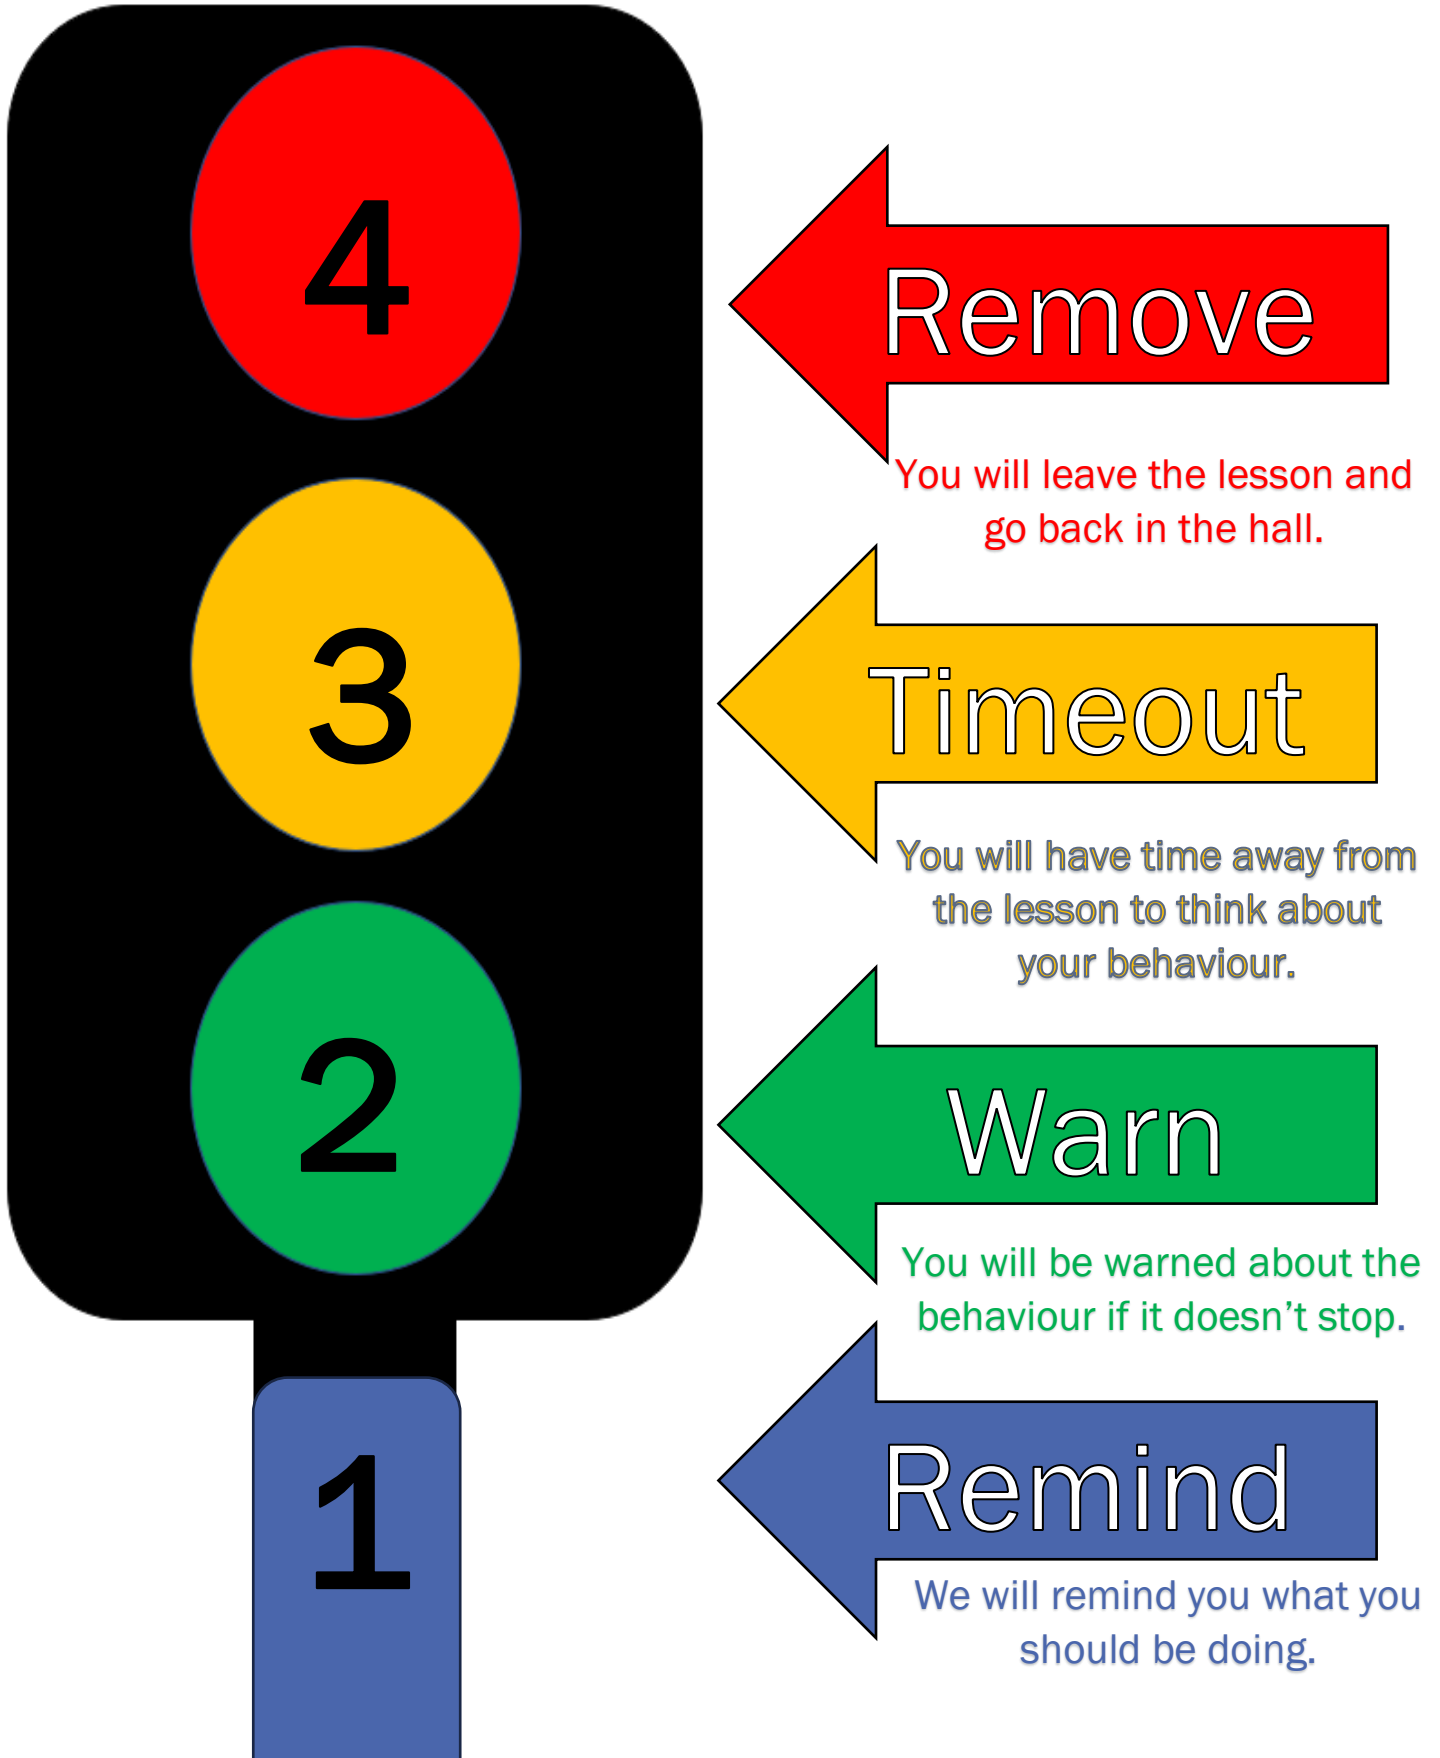 4
Remove
You will leave the lesson and
go back in the hall.
3
Timeout
You will have time away from
the lesson to think about
your behaviour.
2
Warn
You will be warned about the
behaviour if it doesn’t stop.
1
Remind
We will remind you what you
should be doing.